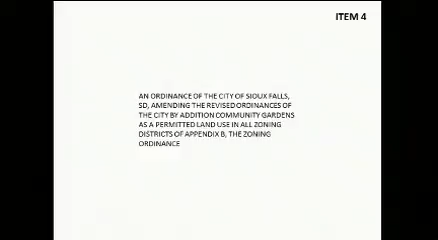 ITEM 4
AN ORDINANCE OF THE CITY OF SIOUX FALLS,
SD, AMENDING THE REVISED ORDINANCES OF
THE CITY BY ADDITION COMMUNITY GARDENS
AS A PERMITTED LAND USE IN ALL ZONING
DISTRICTS OF APPENDIX B, THE ZONING
ORDINANCE